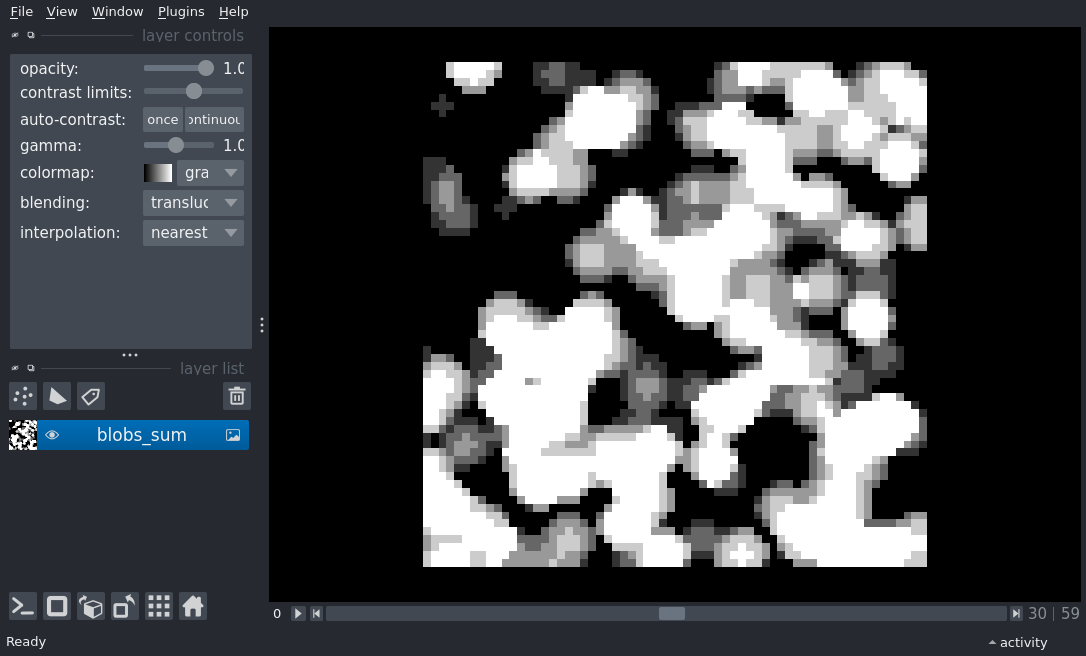 File View Window Plugins Help
layer controls
opacity: 1.0
contrast limits:
auto-contrast: once ontinuou
gamma: 1.0
colormap: gra
blending: transluc
interpolation: nearest
layer list
blobs_sum
0 30 | 59
Ready activity